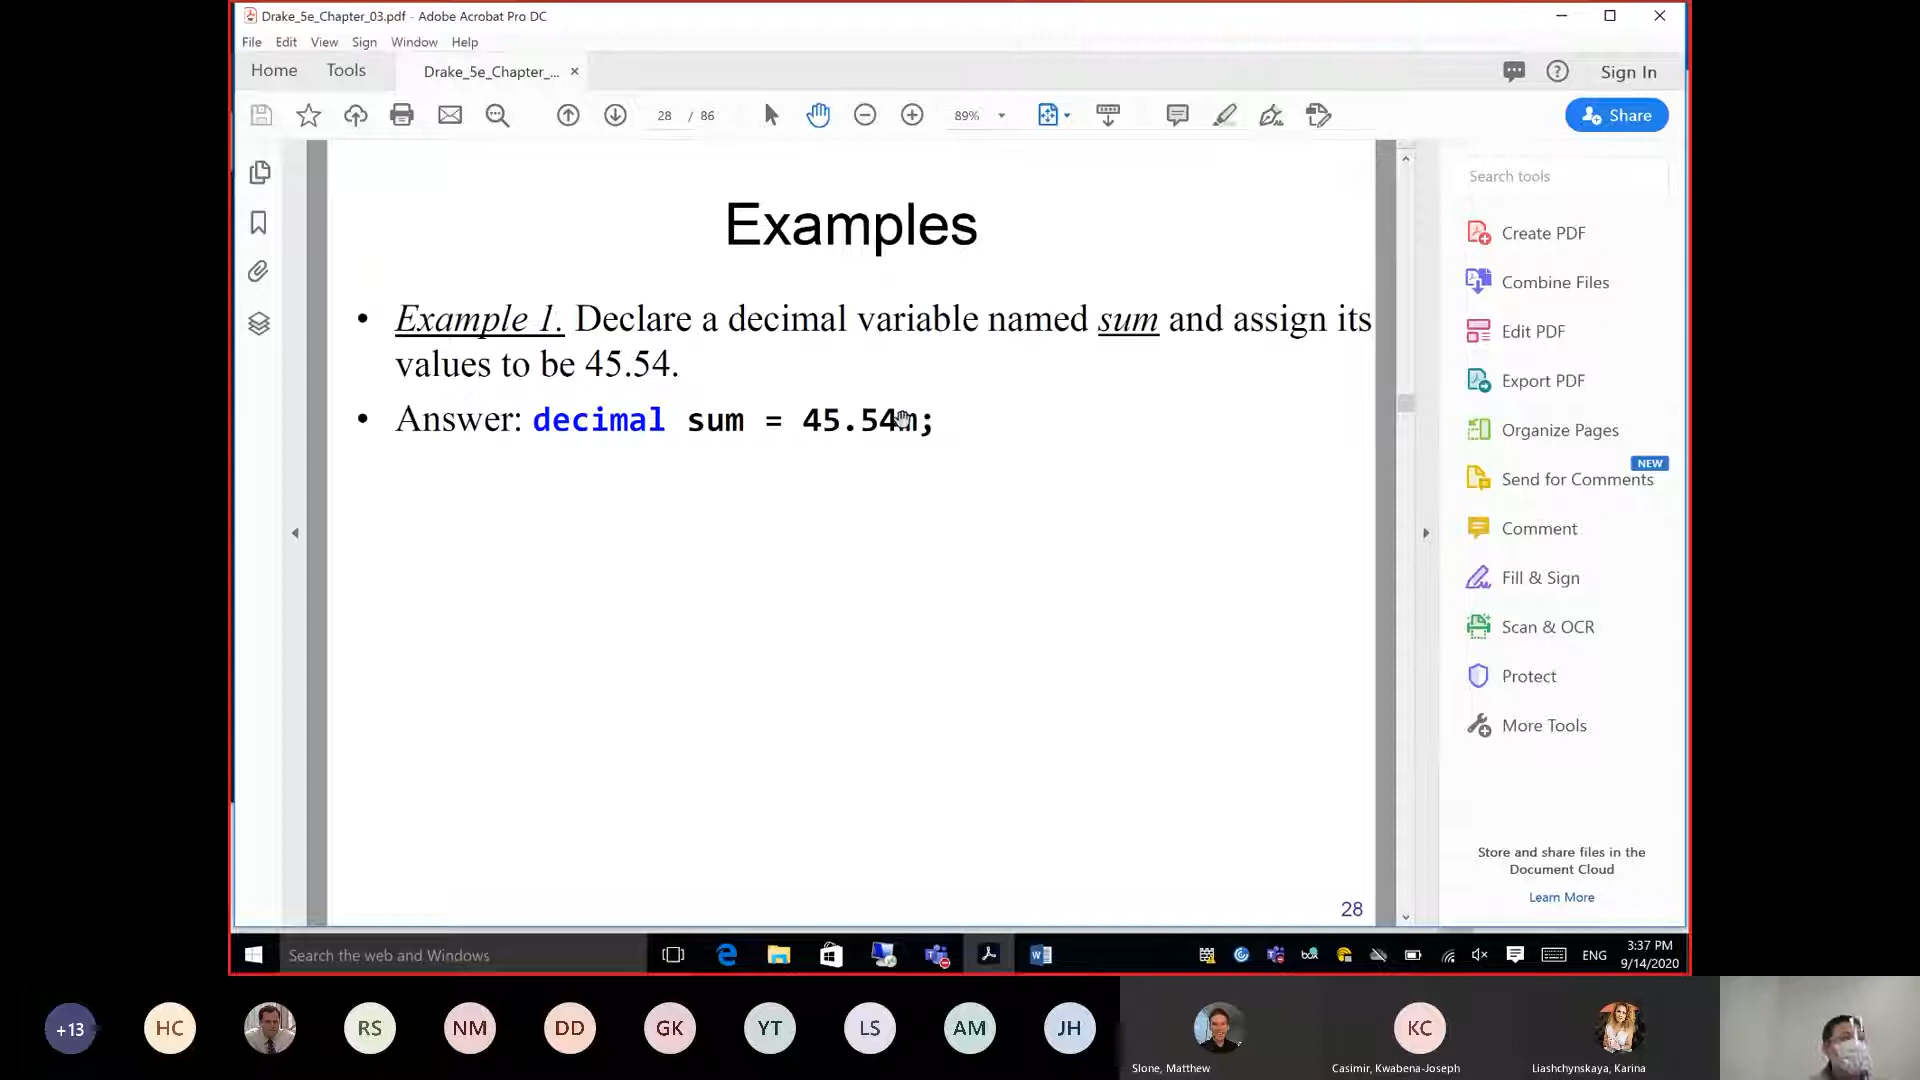 Drake_5e_Chapter_03.pdf - Adobe Acrobat Pro DC
File Edit View Sign Window Help
Home Tools Drake_5e_Chapter_... × Sign In
28 / 86 89% Share
Search tools
Examples
• Example 1. Declare a decimal variable named sum and assign its
values to be 45.54.
• Answer: decimal sum = 45.54m;
28
Create PDF
Combine Files
Edit PDF
Export PDF
Organize Pages
NEW
Send for Comments
Comment
Fill & Sign
Scan & OCR
Protect
More Tools
Store and share files in the
Document Cloud
Learn More
Search the web and Windows
ENG
3:37 PM
9/14/2020
+13 HC RS NM DD GK YT LS AM JH KC
Slone, Matthew Casimir, Kwabena-Joseph Liashchynskaya, Karina